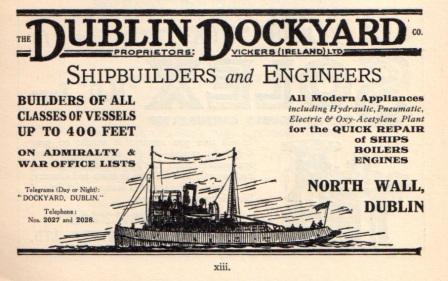 THE DUBLIN DOCKYARD CO.
PROPRIETORS: VICKERS (IRELAND) LTD.
SHIPBUILDERS and ENGINEERS
BUILDERS OF ALL
CLASSES OF VESSELS
UP TO 400 FEET
ON ADMIRALTY &
WAR OFFICE LISTS
Telegrams (Day or Night):
"DOCKYARD, DUBLIN."
Telephone:
Nos. 2027 and 2028.
All Modern Appliances
including Hydraulic, Pneumatic,
Electric & Oxy-Acetylene Plant
for the QUICK REPAIR
of SHIPS
BOILERS
ENGINES
NORTH WALL,
DUBLIN
xiii.